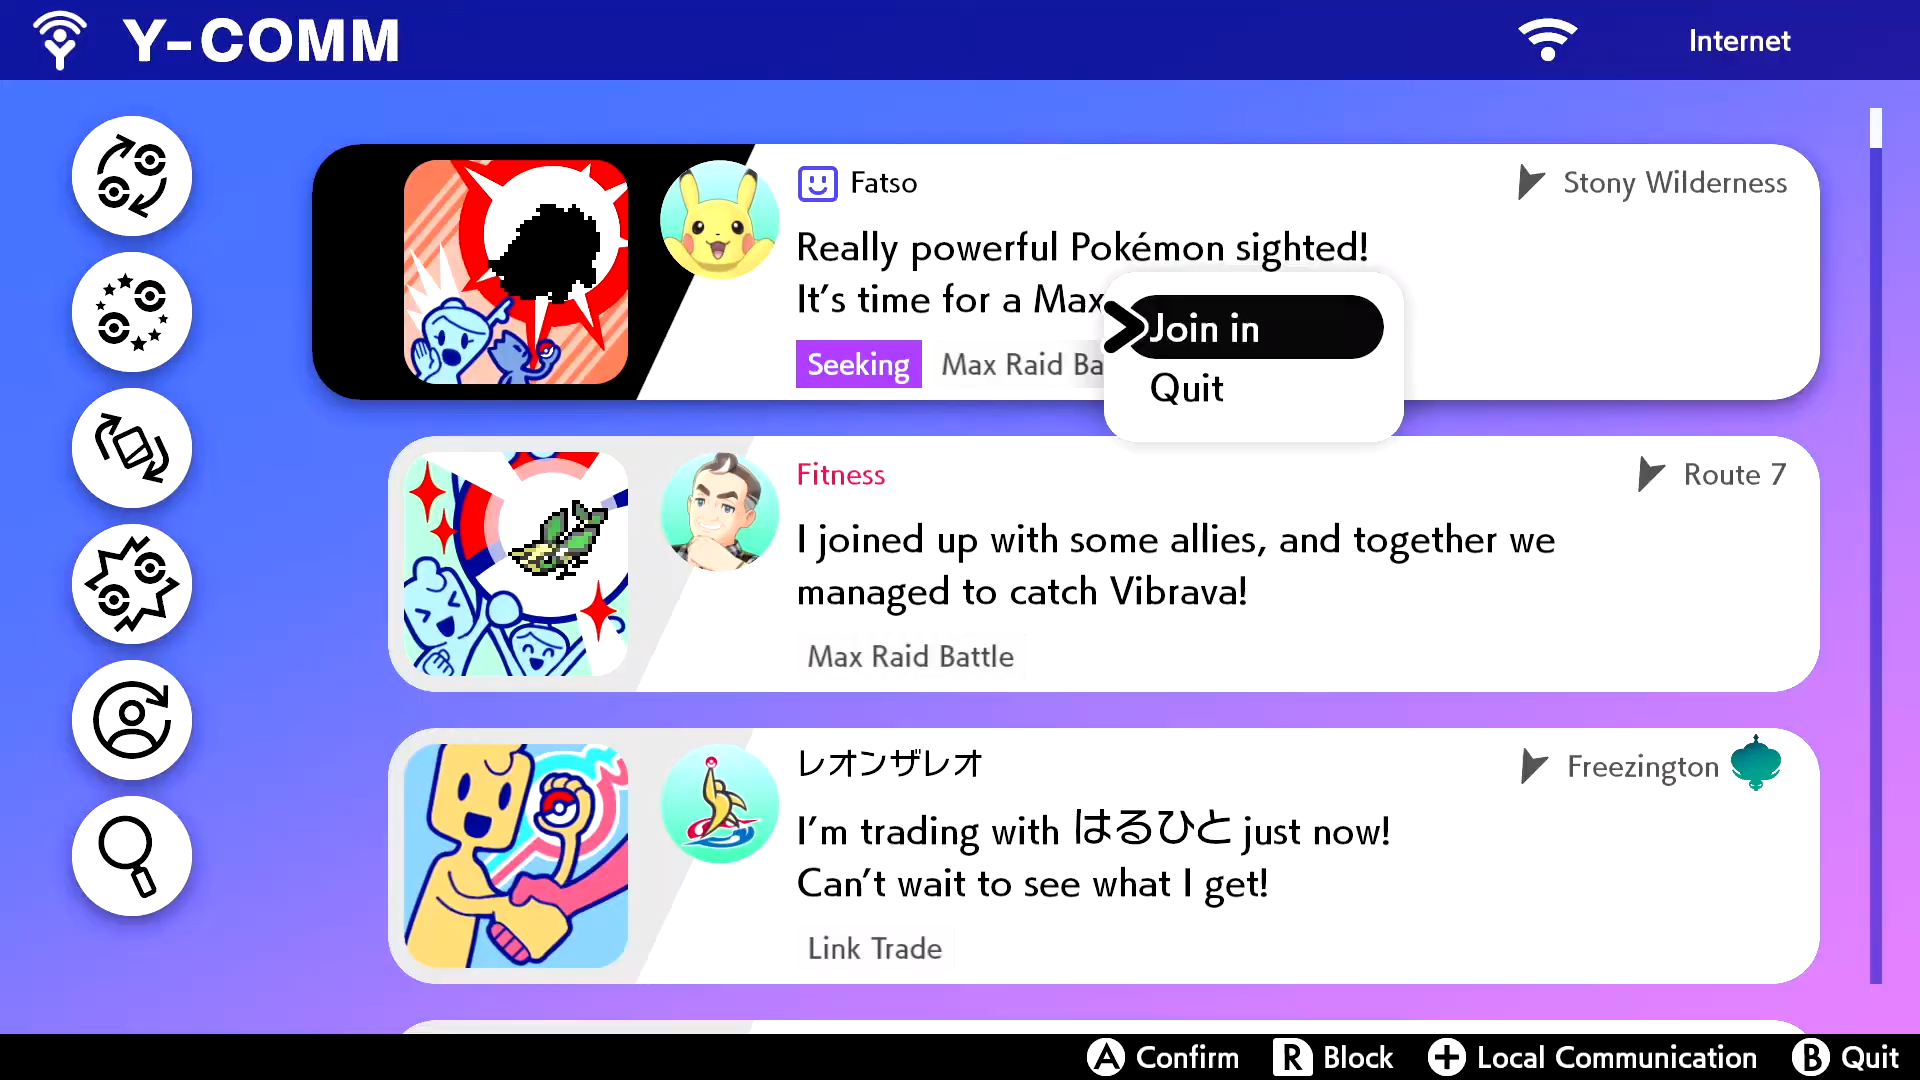 Y-COMM
Internet
Fatso
Stony Wilderness
Really powerful Pokémon sighted!
It's time for a Max
Join in
Seeking
Max Raid Ba
Quit
Fitness
Route 7
I joined up with some allies, and together we
managed to catch Vibrava!
Max Raid Battle
レオンザレオ
Freezington
I'm trading with はるひと just now!
Can't wait to see what I get!
Link Trade
A Confirm R Block + Local Communication B Quit